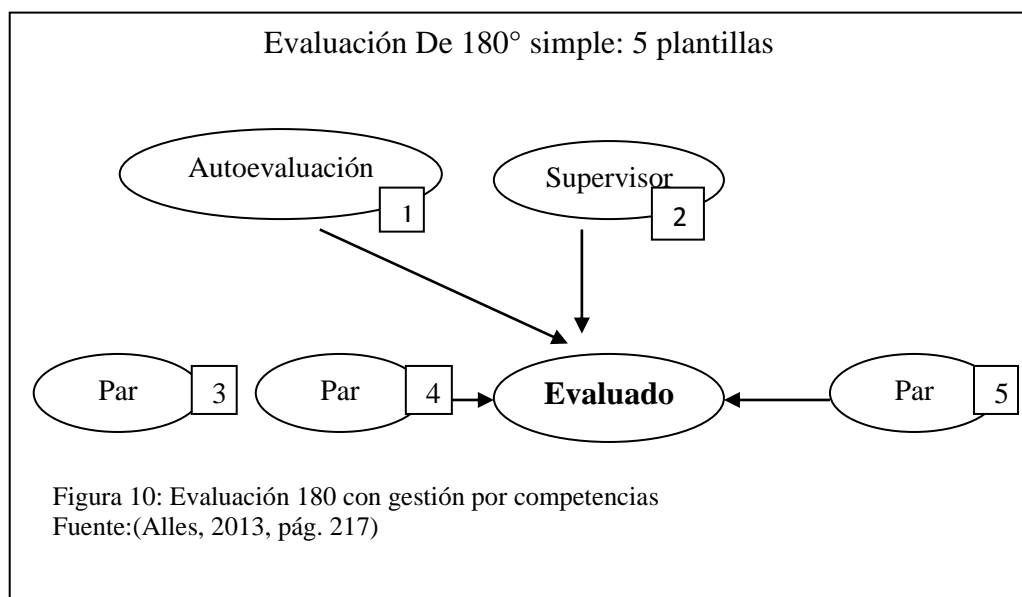 Evaluación De 180° simple: 5 plantillas
Autoevaluación
1
Supervisor
2
Par
3
Par
4
Evaluado
Par
5
Figura 10: Evaluación 180 con gestión por competencias
Fuente:(Alles, 2013, pág. 217)